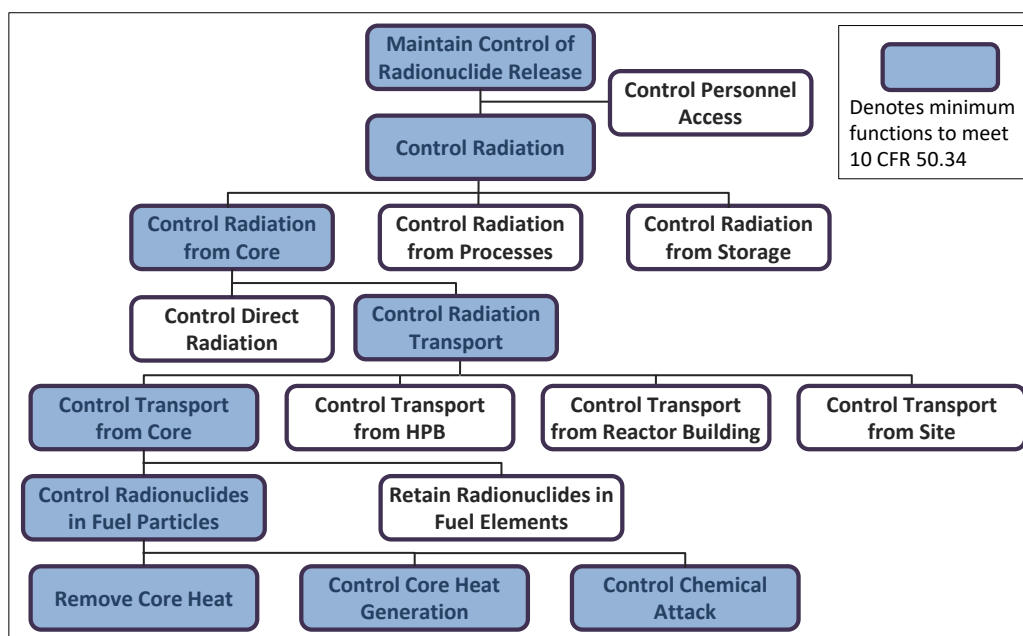 Maintain Control of
Radionuclide Release
Control Personnel
Access
Denotes minimum
functions to meet
10 CFR 50.34
Control Radiation
Control Radiation
from Core
Control Radiation
from Processes
Control Radiation
from Storage
Control Direct
Radiation
Control Radiation
Transport
Control Transport
from Core
Control Transport
from HPB
Control Transport
from Reactor Building
Control Transport
from Site
Control Radionuclides
in Fuel Particles
Retain Radionuclides in
Fuel Elements
Remove Core Heat
Control Core Heat
Generation
Control Chemical
Attack